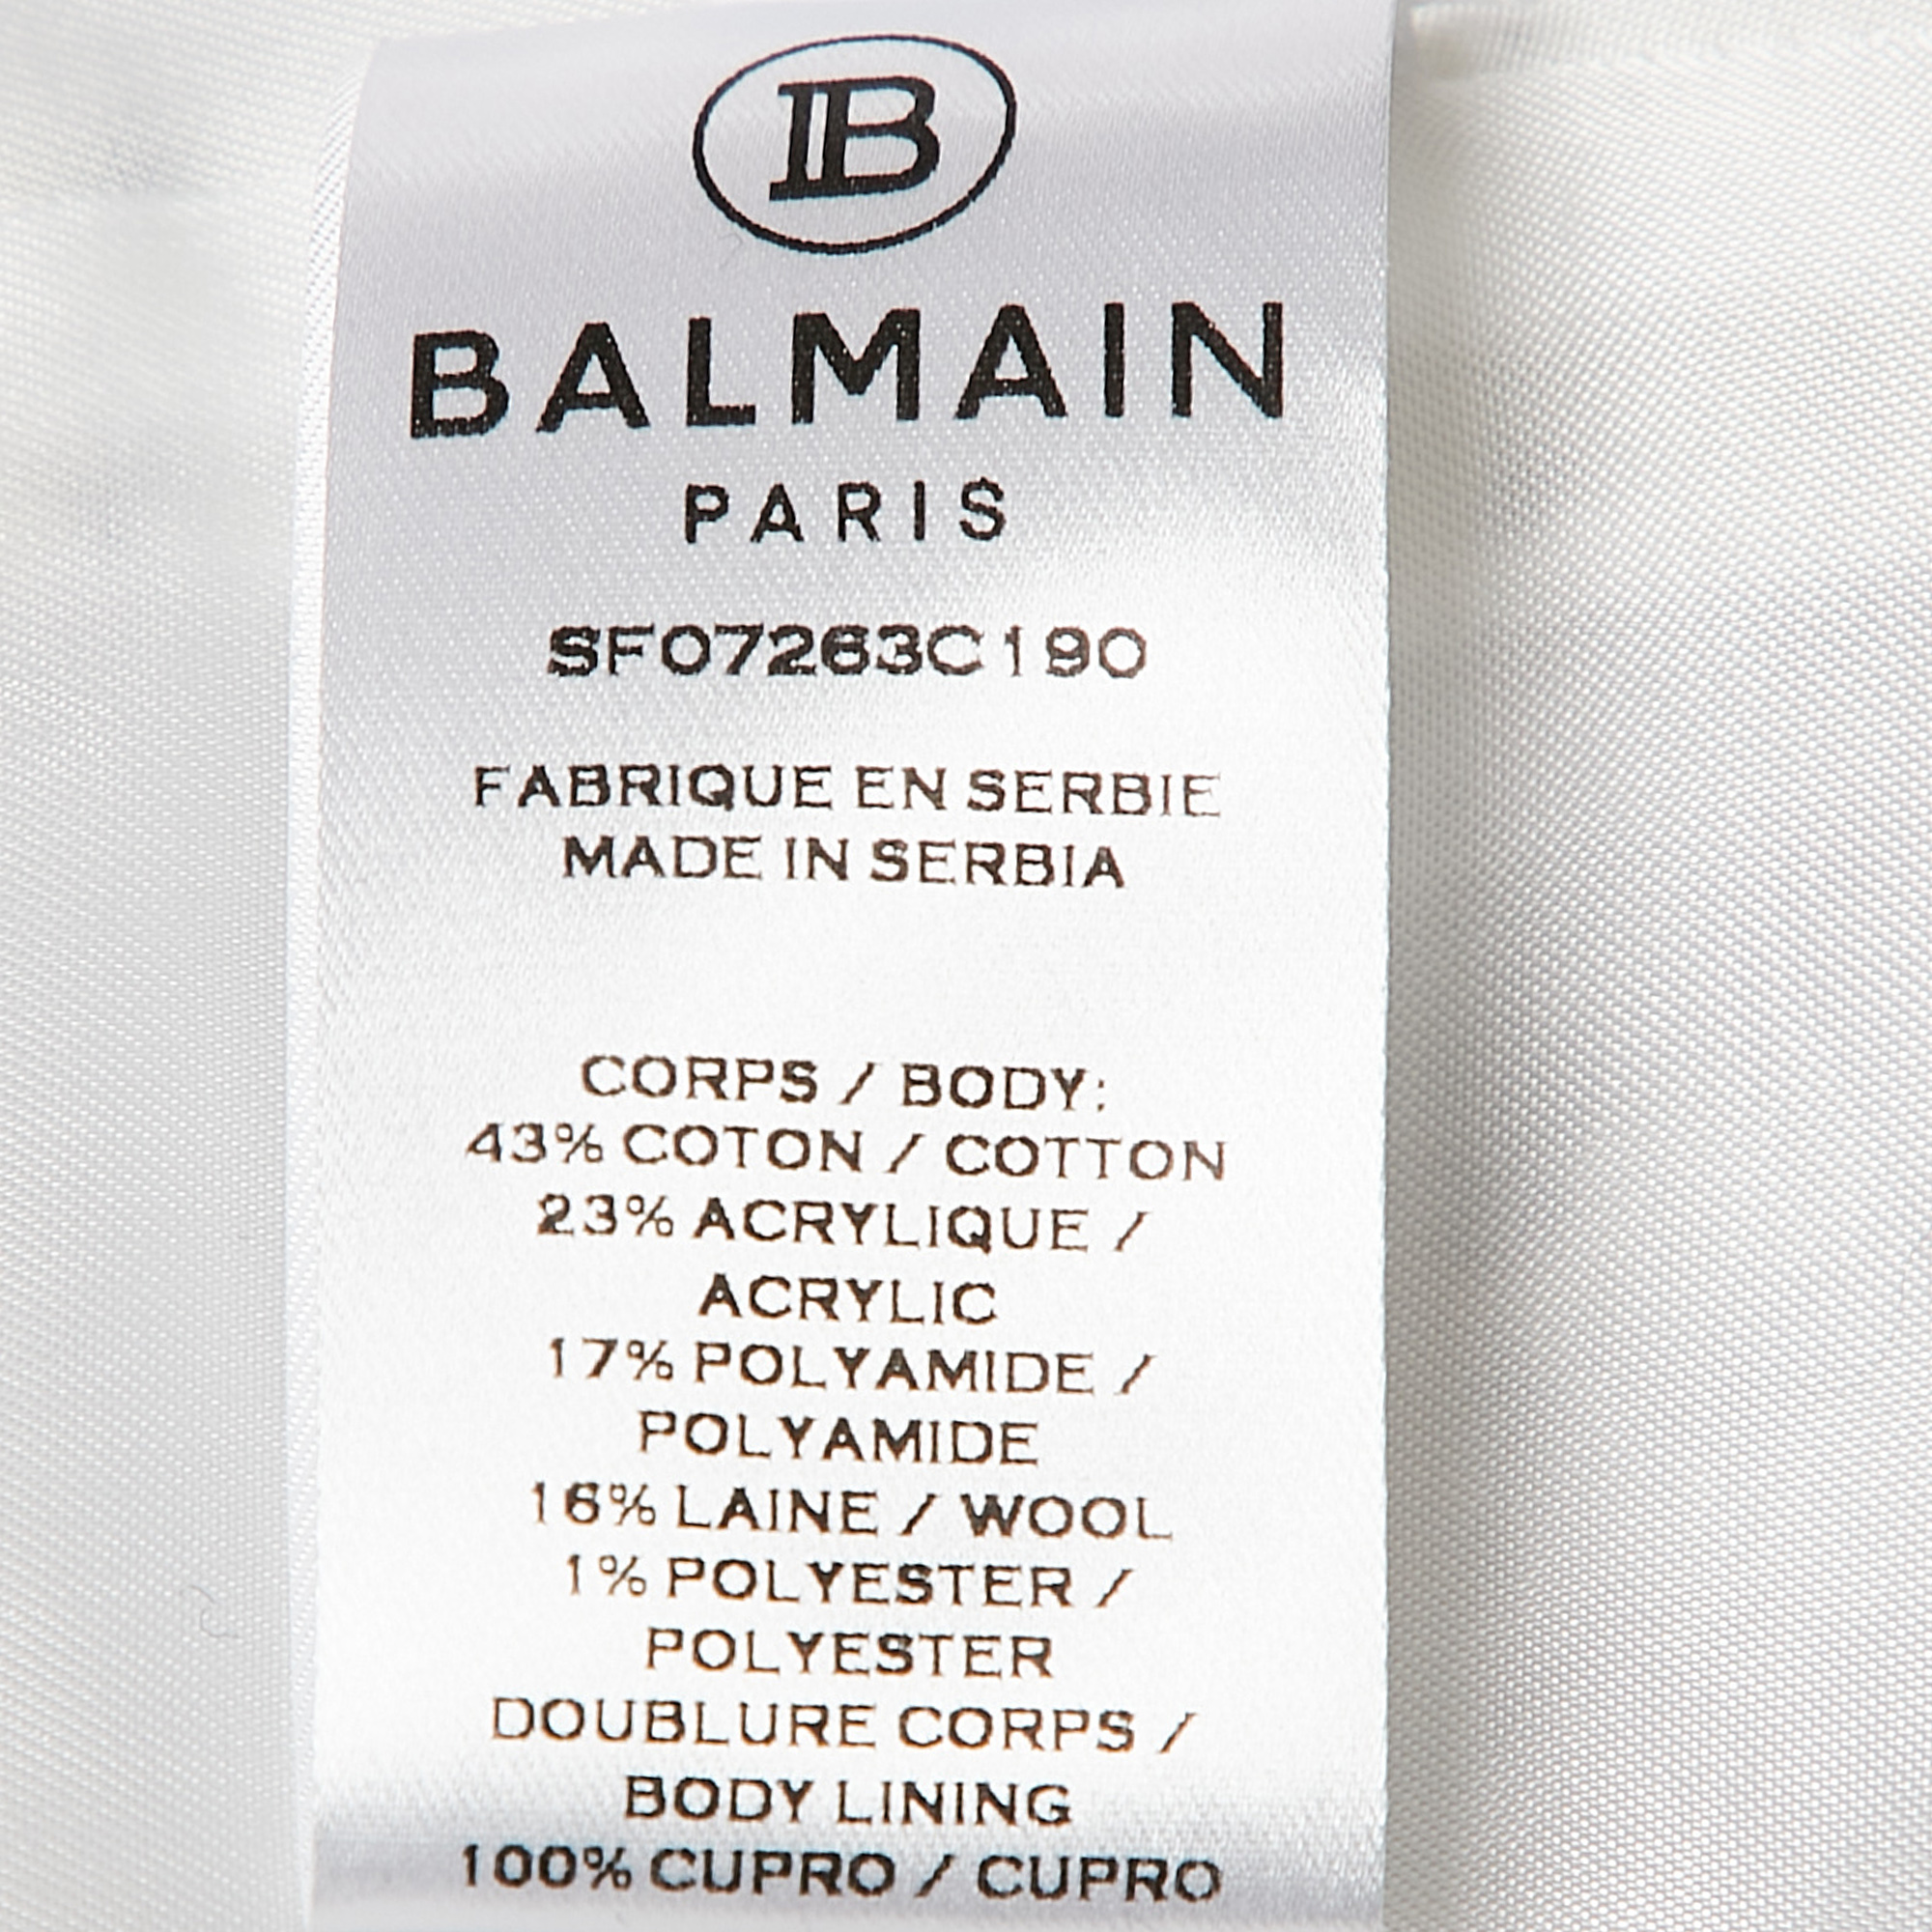 B
BALMAIN
PARIS
SF07263C190
FABRIQUE EN SERBIE
MADE IN SERBIA
CORPS / BODY:
43% COTON / COTTON
23% ACRYLIQUE /
ACRYLIC
17% POLYAMIDE /
POLYAMIDE
16% LAINE / WOOL
1% POLYESTER /
POLYESTER
DOUBLURE CORPS /
BODY LINING
100% CUPRO / CUPRO